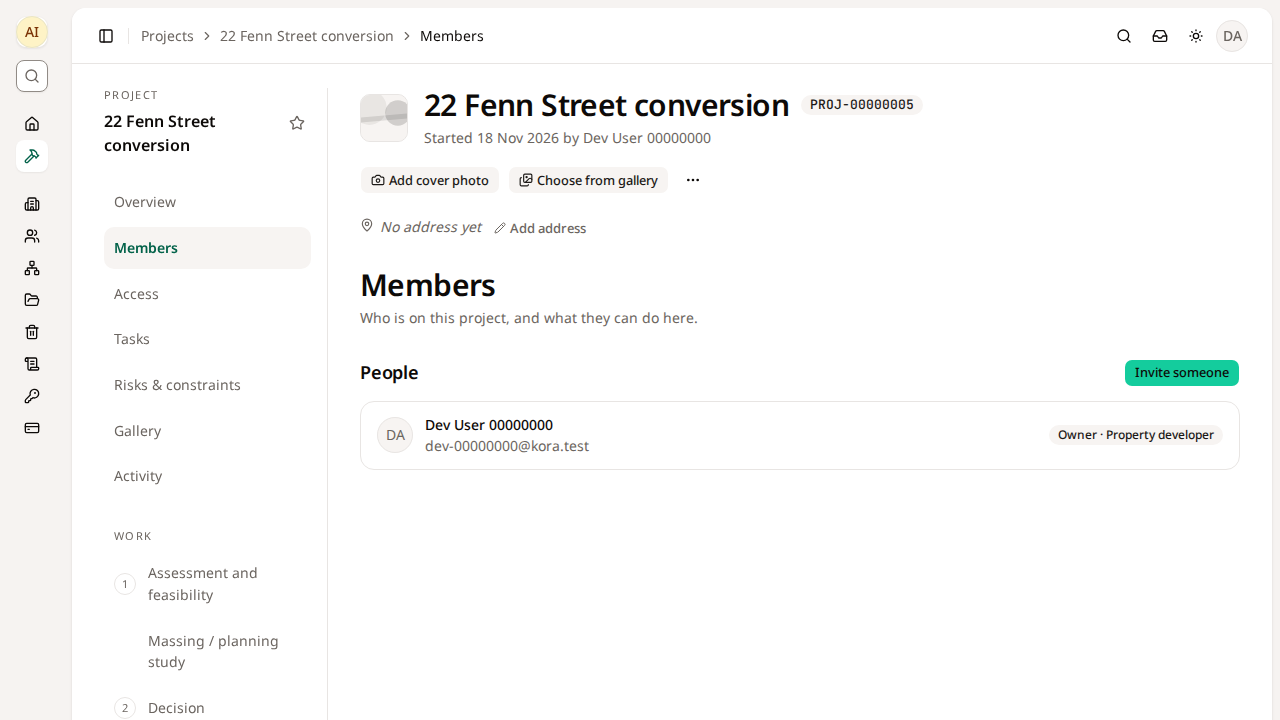 AI
Projects
22 Fenn Street conversion
Members
DA
PROJECT
22 Fenn Street
conversion
Overview
Members
Access
Tasks
Risks & constraints
Gallery
Activity
WORK
1
Assessment and
feasibility
Massing / planning
study
2
Decision
22 Fenn Street conversion
PROJ-00000005
Started 18 Nov 2026 by Dev User 00000000
Add cover photo
Choose from gallery
No address yet
Add address
Members
Who is on this project, and what they can do here.
People
Invite someone
DA
Dev User 00000000
dev-00000000@kora.test
Owner · Property developer